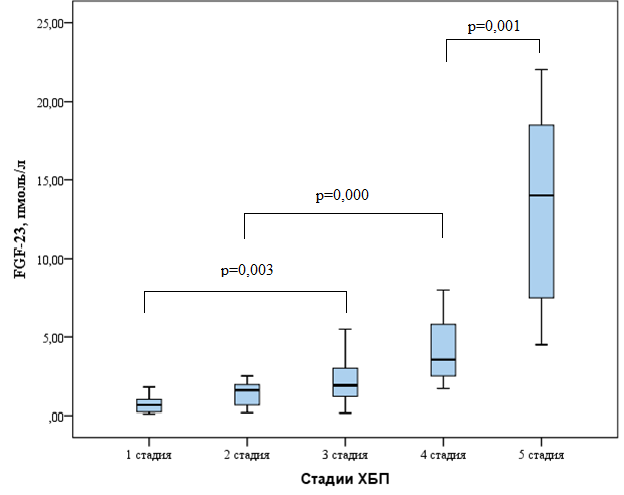 25,00
p=0,001
20,00
15,00
p=0,000
10,00
p=0,003
5,00
,00
FGF-23, пмоль/л
1 стадия 2 стадия 3 стадия 4 стадия 5 стадия
Стадии ХБП